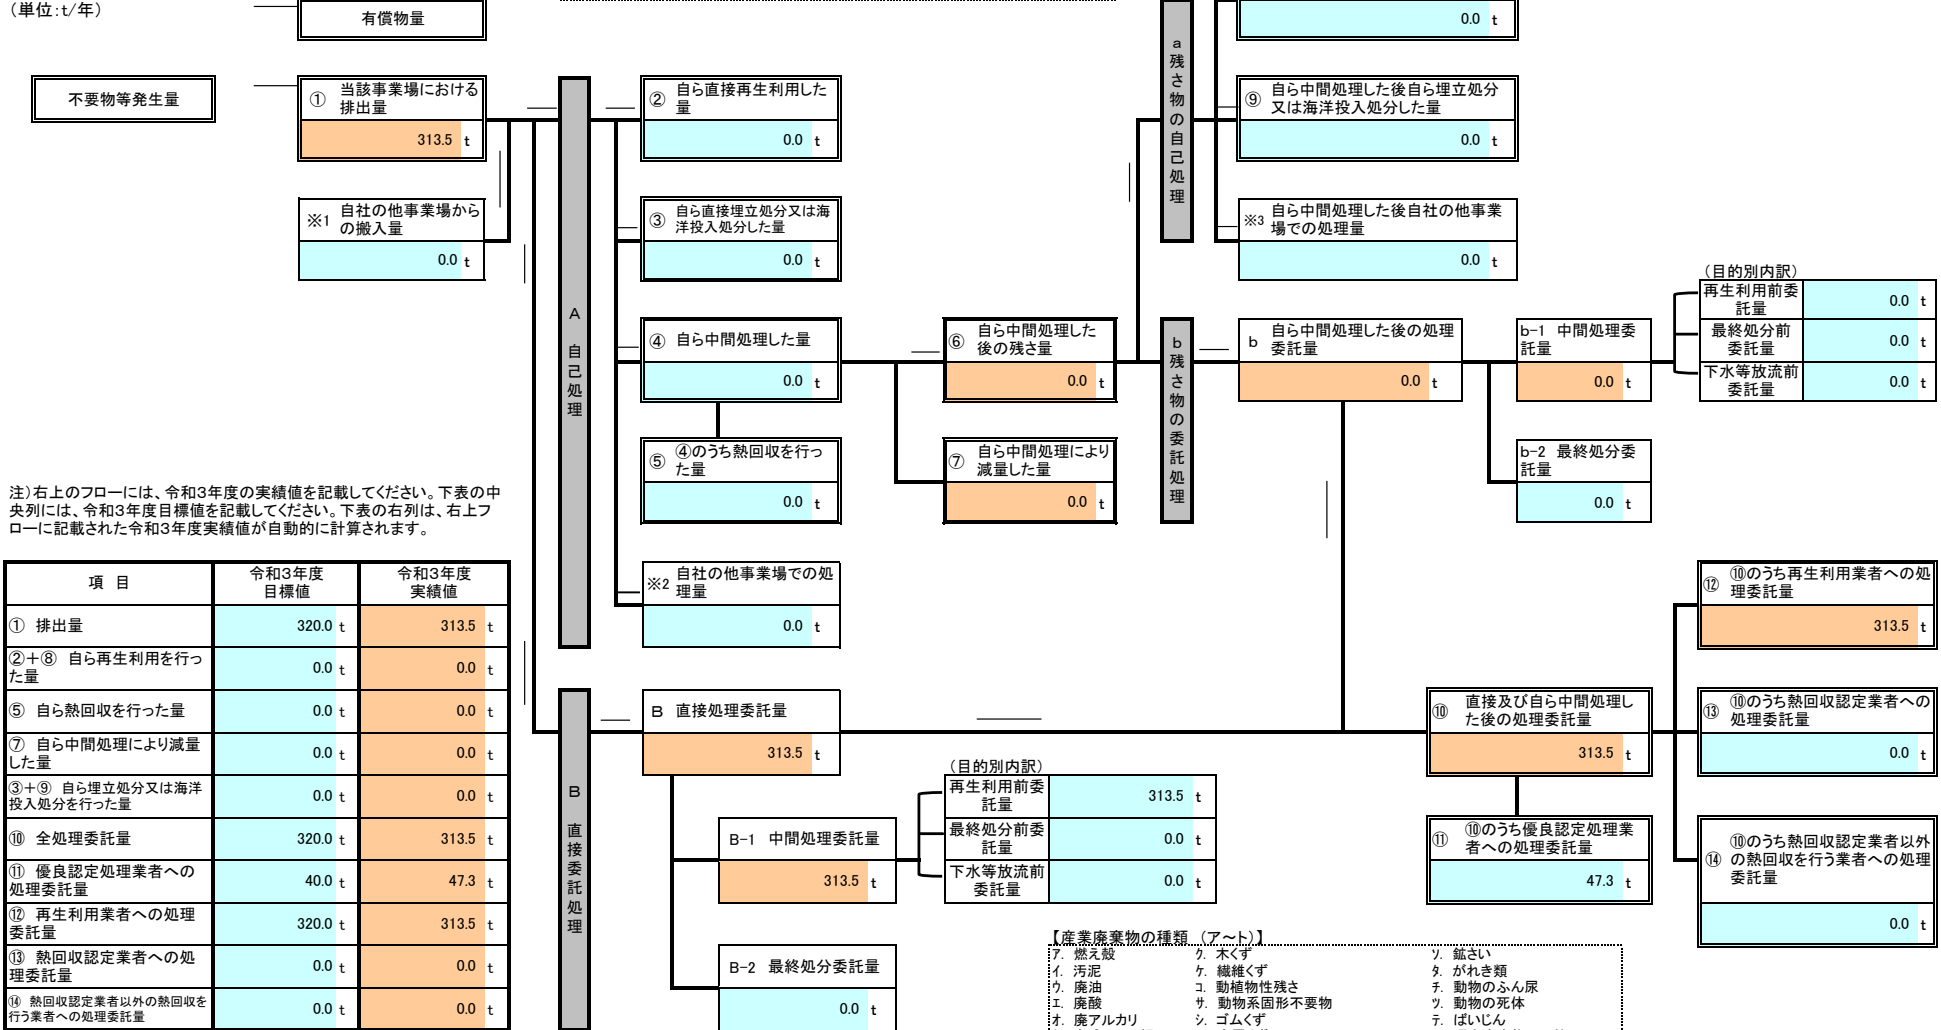 (単位:t/年)
有償物量
0.0 t
不要物等発生量
① 当該事業場における
排出量
313.5 t
※1 自社の他事業場から
の搬入量
0.0 t
A 自己処理
② 自ら直接再生利用した
量
0.0 t
③ 自ら直接埋立処分又は海
洋投入処分した量
0.0 t
④ 自ら中間処理した量
0.0 t
⑤ ④のうち熱回収を行っ
た量
0.0 t
※2 自社の他事業場での処
理量
0.0 t
⑥ 自ら中間処理した
後の残さ量
0.0 t
⑦ 自ら中間処理により
減量した量
0.0 t
a残さ物の自己処理
⑨ 自ら中間処理した後自ら埋立処分
又は海洋投入処分した量
0.0 t
※3 自ら中間処理した後自社の他事業
場での処理量
0.0 t
b残さ物の委託処理
b 自ら中間処理した後の処理
委託量
0.0 t
b-1 中間処理委
託量
0.0 t
b-2 最終処分委
託量
0.0 t
(目的別内訳)
再生利用前委
託量
0.0 t
最終処分前
委託量
0.0 t
下水等放流前
委託量
0.0 t
注)右上のフローには、令和3年度の実績値を記載してください。下表の中
央列には、令和3年度目標値を記載してください。下表の右列は、右上フ
ローに記載された令和3年度実績値が自動的に計算されます。
項 目 令和3年度 目標値 令和3年度 実績値
① 排出量 320.0 t 313.5 t
②+⑧ 自ら再生利用を行っ
た量 0.0 t 0.0 t
⑤ 自ら熱回収を行った量 0.0 t 0.0 t
⑦ 自ら中間処理により減量
した量 0.0 t 0.0 t
③+⑨ 自ら埋立処分又は海洋
投入処分を行った量 0.0 t 0.0 t
⑩ 全処理委託量 320.0 t 313.5 t
⑪ 優良認定処理業者への
処理委託量 40.0 t 47.3 t
⑫ 再生利用業者への処理
委託量 320.0 t 313.5 t
⑬ 熱回収認定業者への処
理委託量 0.0 t 0.0 t
⑭ 熱回収認定業者以外の熱回収を
行う業者への処理委託量 0.0 t 0.0 t
B 直接委託処理
B 直接処理委託量
313.5 t
B-1 中間処理委託量
313.5 t
B-2 最終処分委託量
0.0 t
(目的別内訳)
再生利用前委
託量
313.5 t
最終処分前委
託量
0.0 t
下水等放流前
委託量
0.0 t
⑩ 直接及び自ら中間処理し
た後の処理委託量
313.5 t
⑪ ⑩のうち優良認定処理業
者への処理委託量
47.3 t
⑫ ⑩のうち再生利用業者への処
理委託量
313.5 t
⑬ ⑩のうち熱回収認定業者への
処理委託量
0.0 t
⑭ ⑩のうち熱回収認定業者以外
の熱回収を行う業者への処理
委託量
0.0 t
【産業廃棄物の種類 (ア~ト)】
ア. 燃え殻 ク. 木くず ソ. 鉱さい
イ. 汚泥 ケ. 繊維くず タ. がれき類
ウ. 廃油 コ. 動植物性残さ チ. 動物のふん尿
エ. 廃酸 サ. 動物系固形不要物 ツ. 動物の死体
オ. 廃アルカリ シ. ゴムくず テ. ばいじん